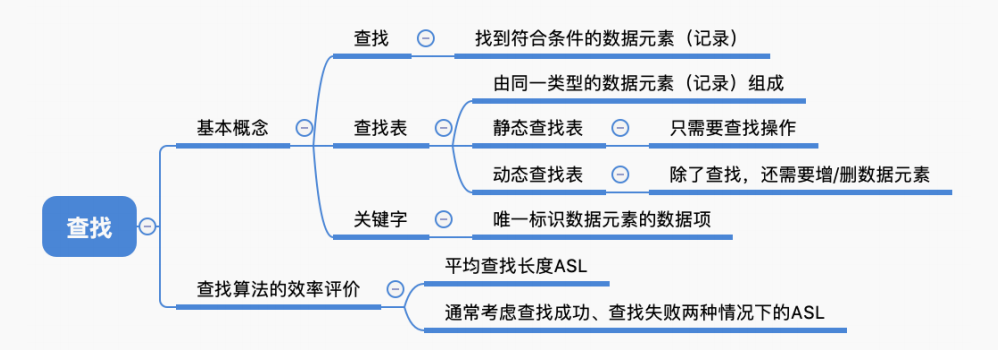 查找
基本概念
查找
找到符合条件的数据元素（记录）
查找表
由同一类型的数据元素（记录）组成
静态查找表
只需要查找操作
动态查找表
除了查找，还需要增/删数据元素
关键字
唯一标识数据元素的数据项
查找算法的效率评价
平均查找长度ASL
通常考虑查找成功、查找失败两种情况下的ASL